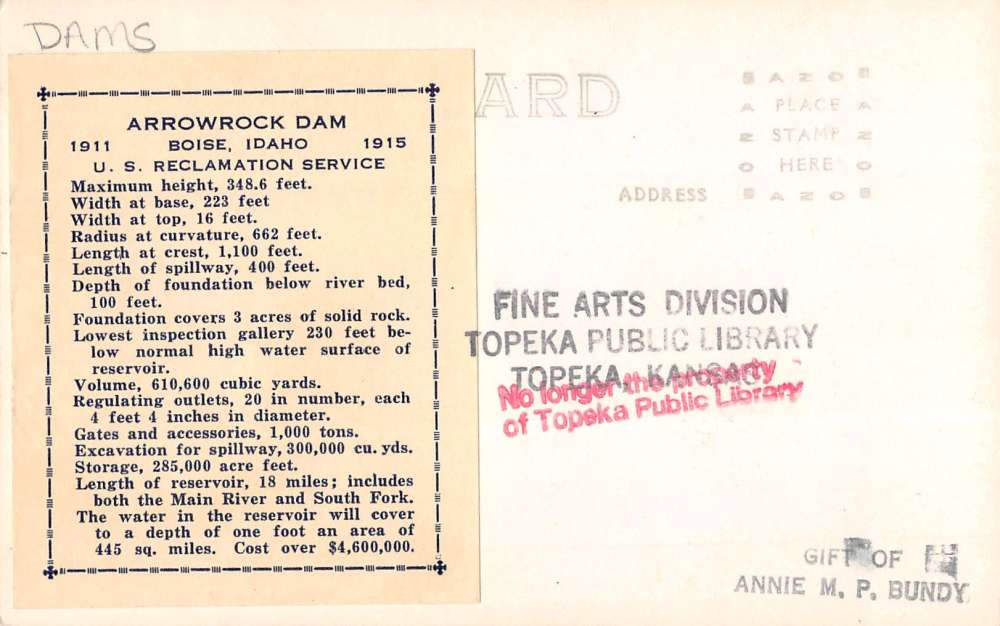 DAMS
ARROWROCK DAM
1911 BOISE, IDAHO 1915
U. S. RECLAMATION SERVICE
Maximum height, 348.6 feet.
Width at base, 223 feet
Width at top, 16 feet.
Radius at curvature, 662 feet.
Length at crest, 1,100 feet.
Length of spillway, 400 feet.
Depth of foundation below river bed,
100 feet.
Foundation covers 3 acres of solid rock.
Lowest inspection gallery 230 feet be-
low normal high water surface of
reservoir.
Volume, 610,600 cubic yards.
Regulating outlets, 20 in number, each
4 feet 4 inches in diameter.
Gates and accessories, 1,000 tons.
Excavation for spillway, 300,000 cu. yds.
Storage, 285,000 acre feet.
Length of reservoir, 18 miles; includes
both the Main River and South Fork.
The water in the reservoir will cover
to a depth of one foot an area of
445 sq. miles. Cost over $4,600,000.
ARD
AZO
PLACE
STAMP
HERE
AZO
ADDRESS
FINE ARTS DIVISION
TOPEKA PUBLIC LIBRARY
TOPEKA, KANSAS
No longer the property
of Topeka Public Library
GIFT OF
ANNIE M. P. BUNDY